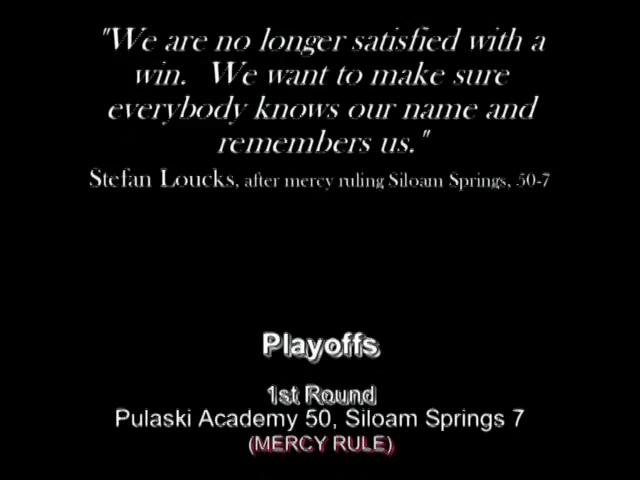 "We are no longer satisfied with a
win.  We want to make sure
everybody knows our name and
remembers us."
Stefan Loucks, after mercy ruling Siloam Springs, 50-7
Playoffs
1st Round
Pulaski Academy 50, Siloam Springs 7
(MERCY RULE)